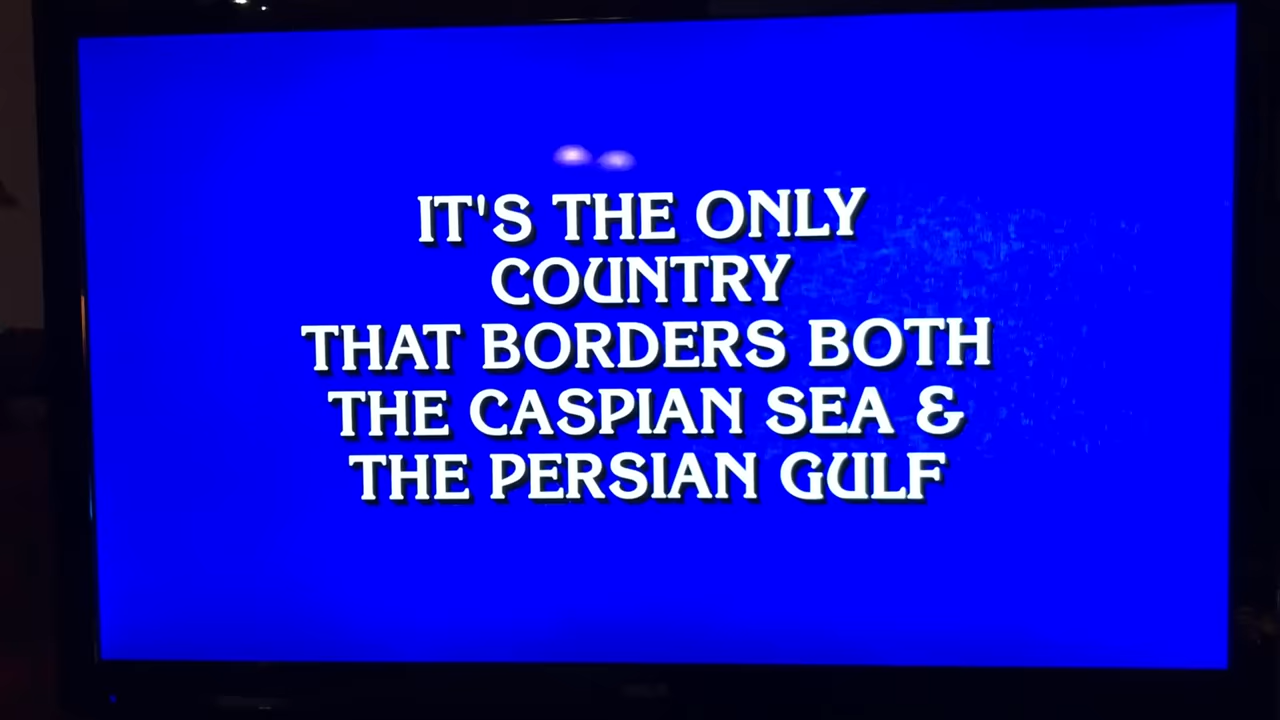 IT'S THE ONLY
COUNTRY
THAT BORDERS BOTH
THE CASPIAN SEA &
THE PERSIAN GULF